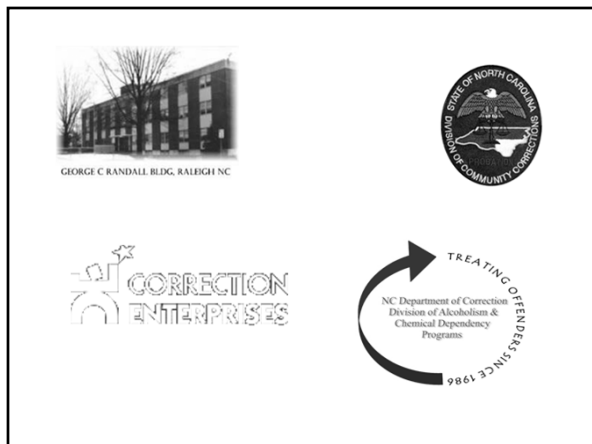 GEORGE C RANDALL BLDG, RALEIGH NC
STATE OF NORTH CAROLINA
DIVISION OF COMMUNITY CORRECTIONS
CORRECTION
ENTERPRISES
TREATING OFFENDERS SINCE 1986
NC Department of Correction
Division of Alcoholism &
Chemical Dependency
Programs